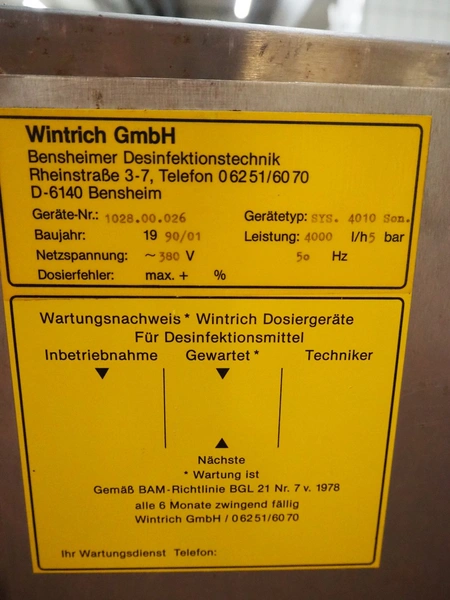 Wintrich GmbH
Bensheimer Desinfektionstechnik
Rheinstraße 3-7, Telefon 06251/6070
D-6140 Bensheim
Geräte-Nr.: 1028.00.026 Gerätetyp: SYS. 4010 Son.
Baujahr: 19 90/01 Leistung: 4000 l/h5 bar
Netzspannung: ~ 380 V 50 Hz
Dosierfehler: max. + %
Wartungsnachweis * Wintrich Dosiergeräte
Für Desinfektionsmittel
Inbetriebnahme Gewartet * Techniker
Nächste
* Wartung ist
Gemäß BAM-Richtlinie BGL 21 Nr. 7 v. 1978
alle 6 Monate zwingend fällig
Wintrich GmbH / 06251/6070
Ihr Wartungsdienst Telefon: